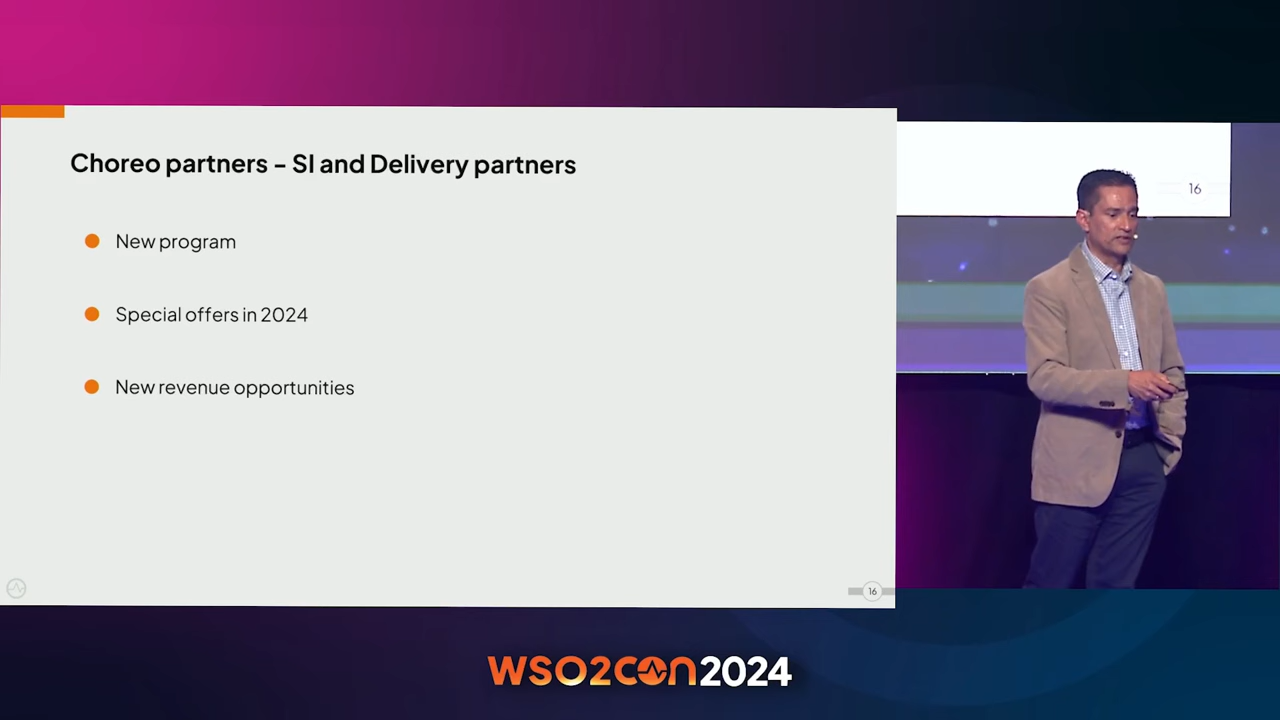 Choreo partners – SI and Delivery partners
New program
Special offers in 2024
New revenue opportunities
16
16
WSO2CON2024